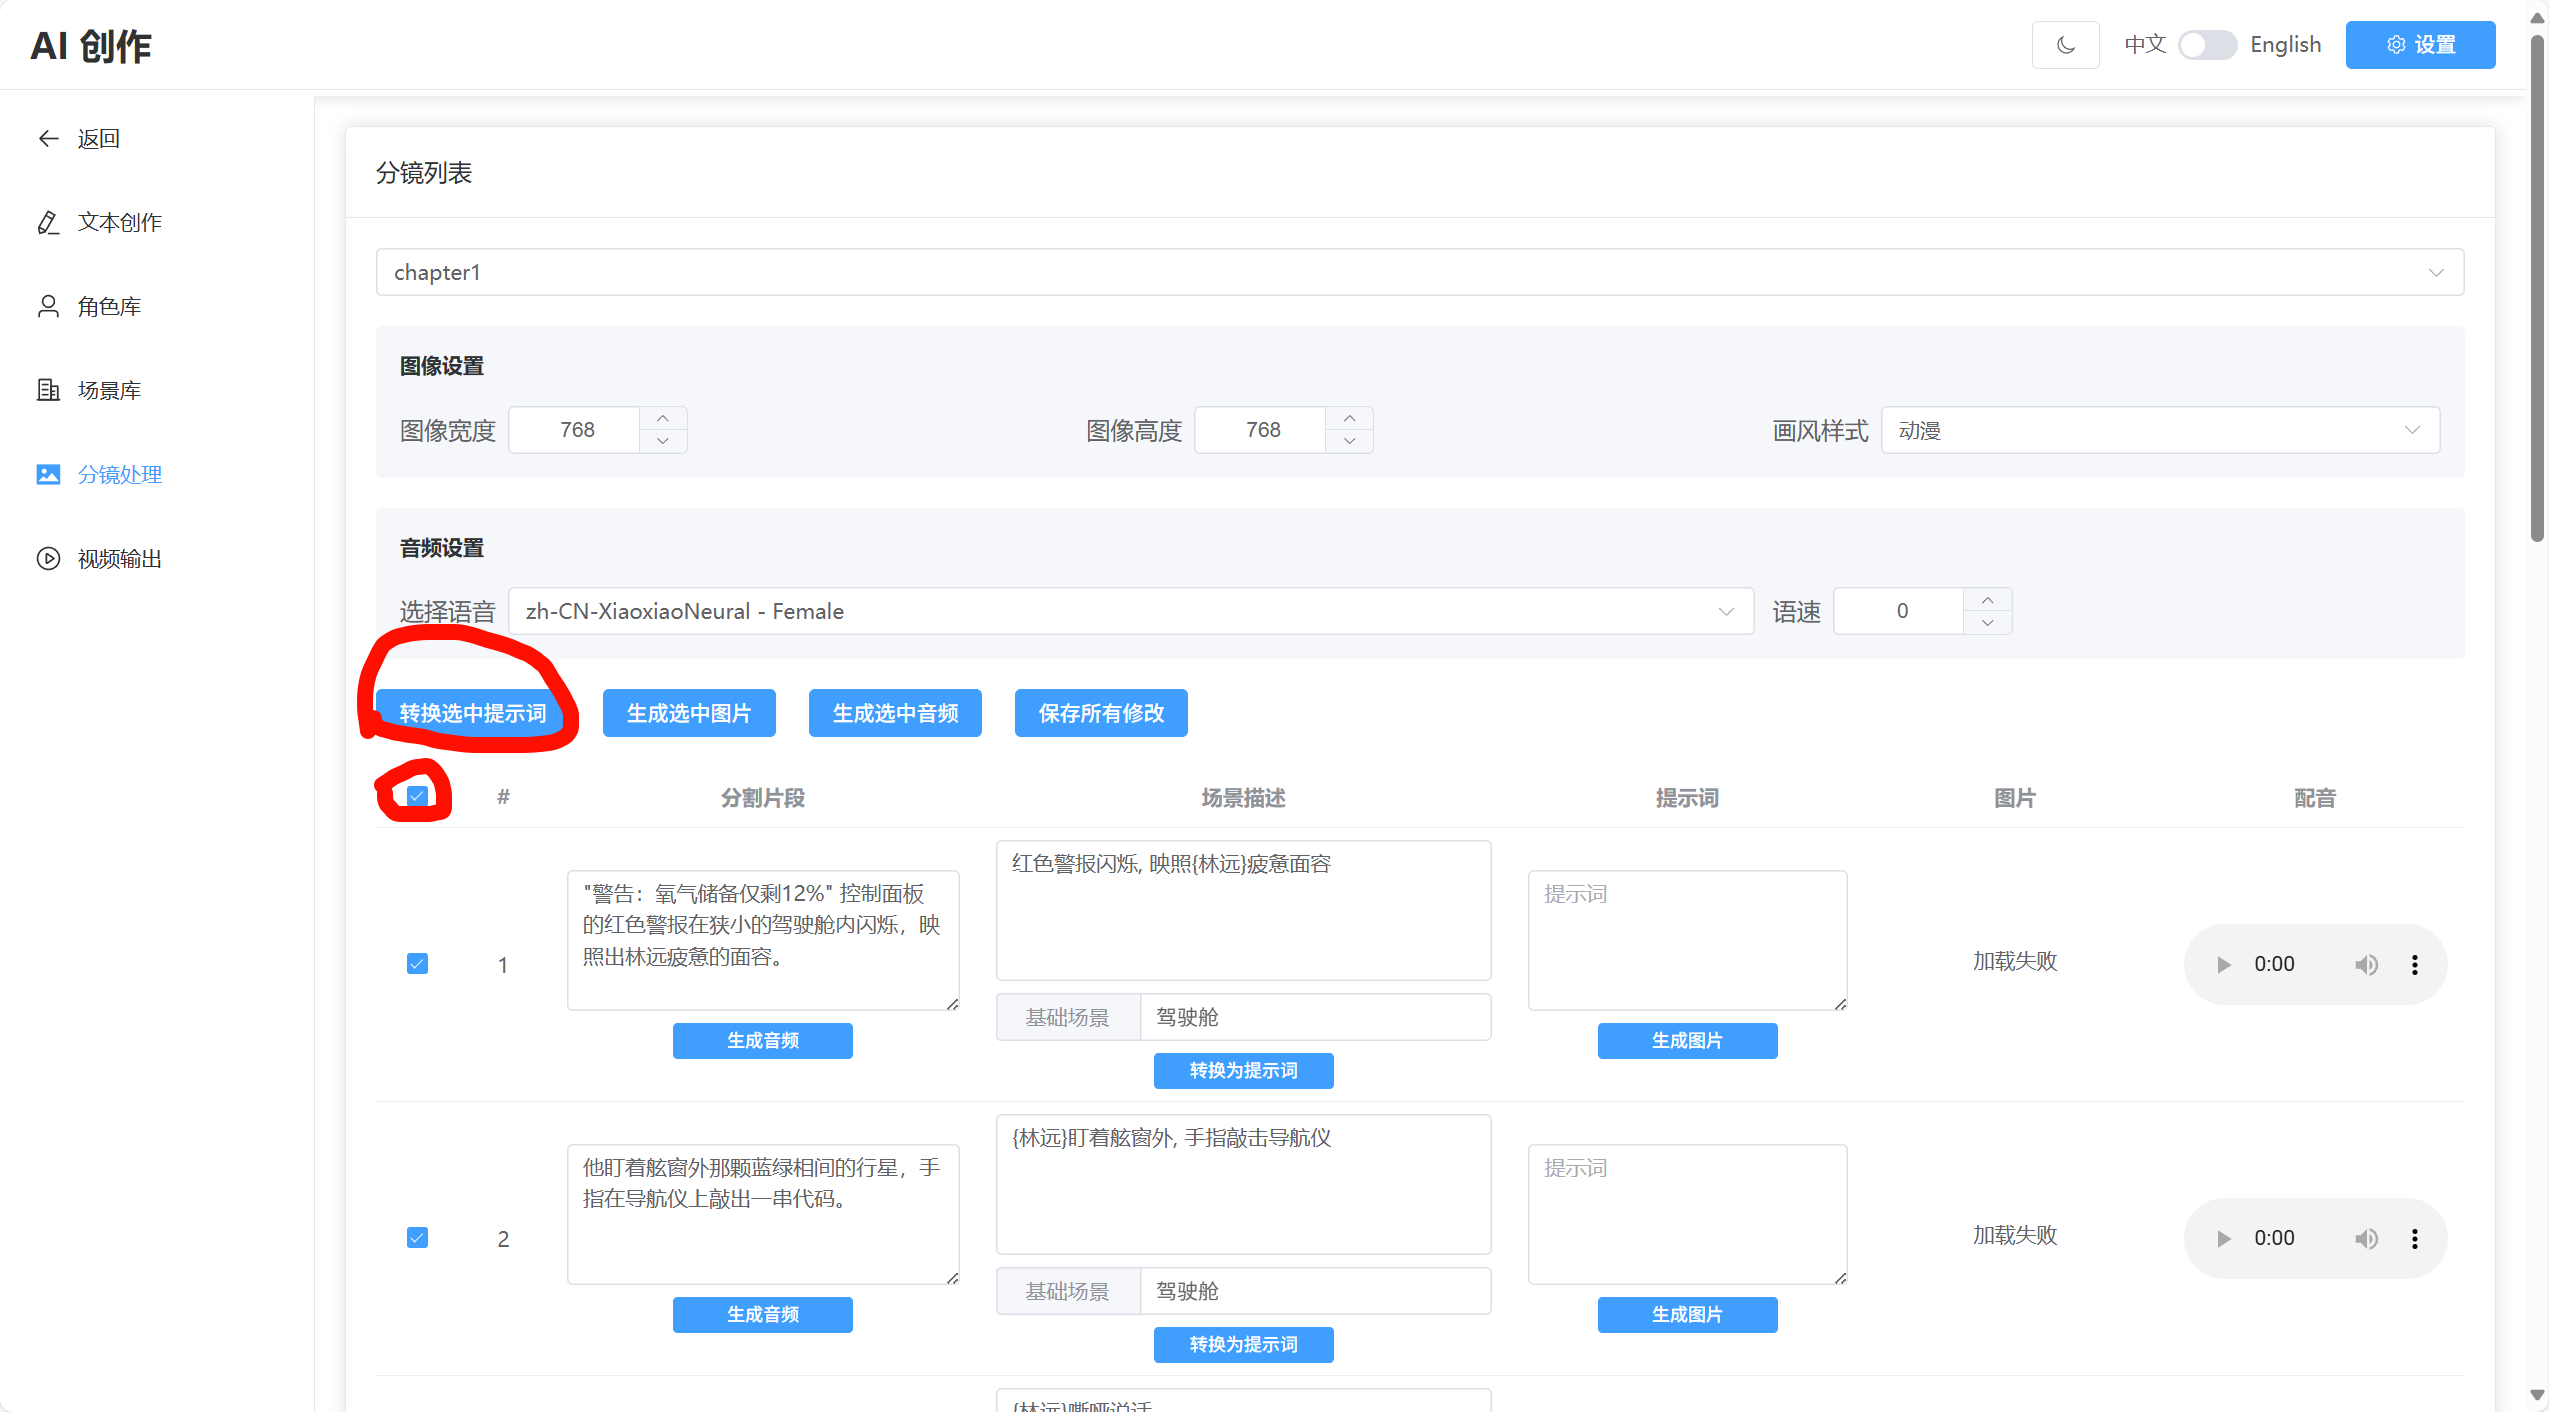 AI 创作
中文
English
设置
返回
文本创作
角色库
场景库
分镜处理
视频输出
分镜列表
chapter1
图像设置
图像宽度
768
图像高度
768
画风样式
动漫
音频设置
选择语音
zh-CN-XiaoxiaoNeural - Female
语速
0
转换选中提示词
生成选中图片
生成选中音频
保存所有修改
#
分割片段
场景描述
提示词
图片
配音
1
"警告：氧气储备仅剩12%" 控制面板
的红色警报在狭小的驾驶舱内闪烁，映
照出林远疲惫的面容。
生成音频
红色警报闪烁, 映照{林远}疲惫面容
基础场景
驾驶舱
转换为提示词
提示词
生成图片
加载失败
0:00
2
他盯着舷窗外那颗蓝绿相间的行星，手
指在导航仪上敲出一串代码。
生成音频
{林远}盯着舷窗外, 手指敲击导航仪
基础场景
驾驶舱
转换为提示词
提示词
生成图片
加载失败
0:00
{林远}嘶哑说话